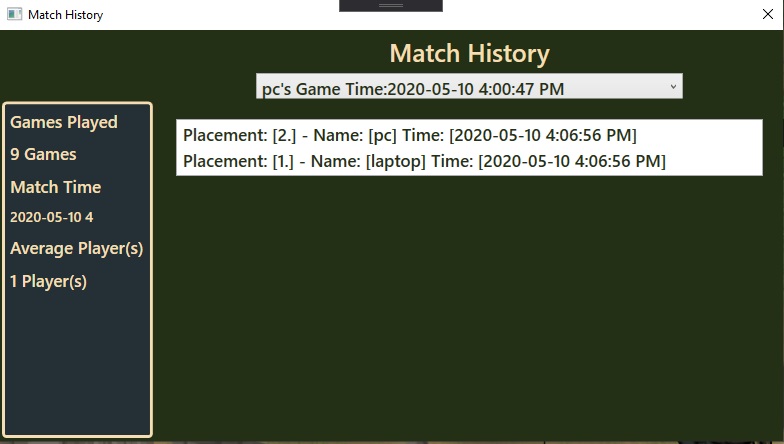 Match History
Match History
pc's Game Time:2020-05-10 4:00:47 PM
Games Played
9 Games
Match Time
2020-05-10 4
Average Player(s)
1 Player(s)
Placement: [2.] - Name: [pc] Time: [2020-05-10 4:06:56 PM]
Placement: [1.] - Name: [laptop] Time: [2020-05-10 4:06:56 PM]